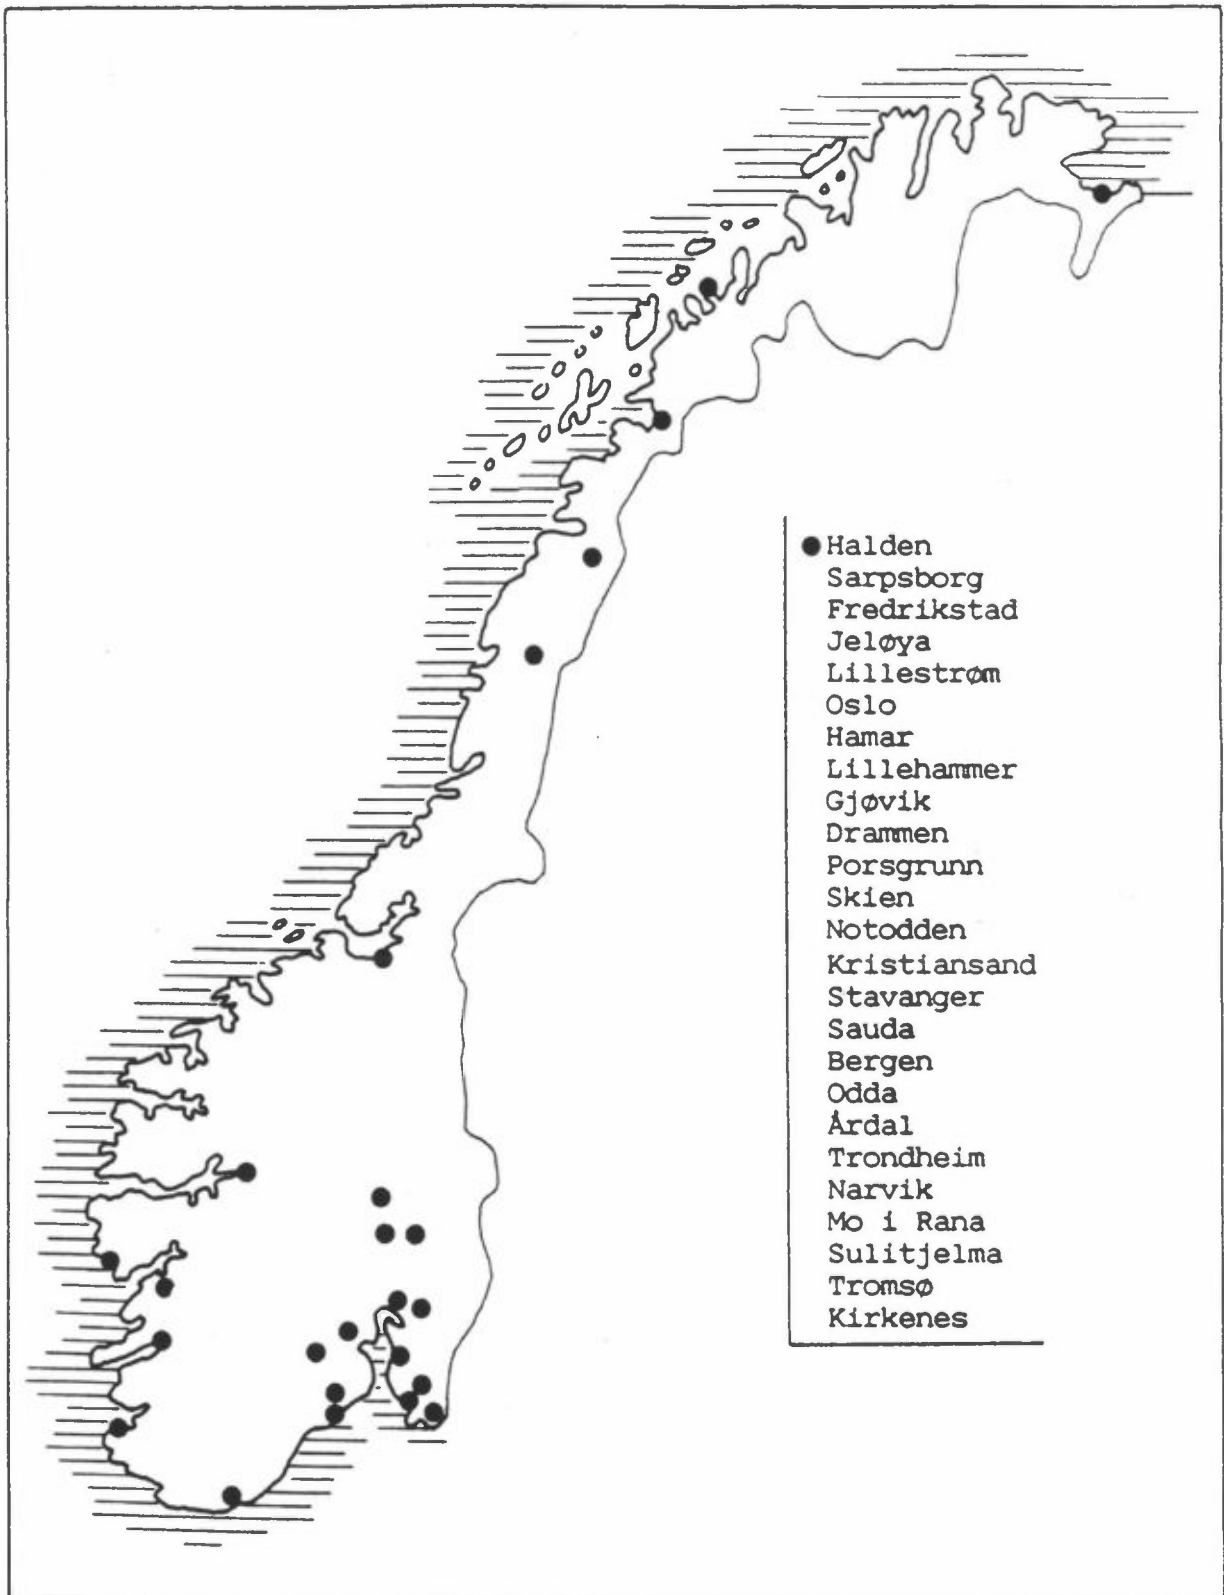 Halden
Sarpsborg
Fredrikstad
Jeløya
Lillestrøm
Oslo
Hamar
Lillehammer
Gjøvik
Drammen
Porsgrunn
Skien
Notodden
Kristiansand
Stavanger
Sauda
Bergen
Odda
Årdal
Trondheim
Narvik
Mo i Rana
Sulitjelma
Tromsø
Kirkenes